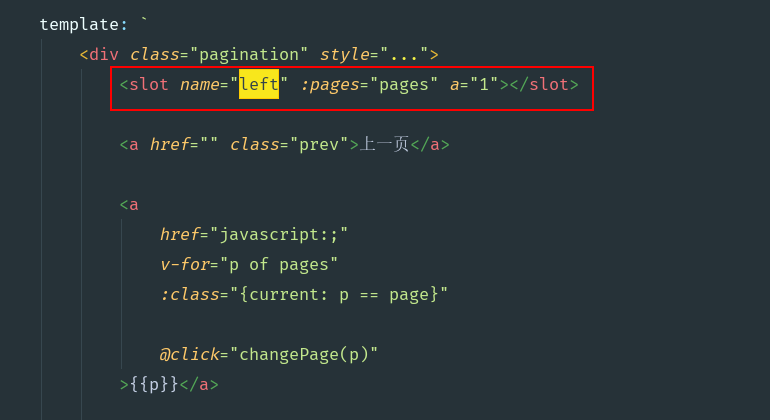 template: `
<div class="pagination" style="...">
<slot name="left" :pages="pages" a="1"></slot>
<a href="" class="prev">上一页</a>
<a
href="javascript:;"
v-for="p of pages"
:class="{current: p == page}"
@click="changePage(p)"
>{{p}}</a>